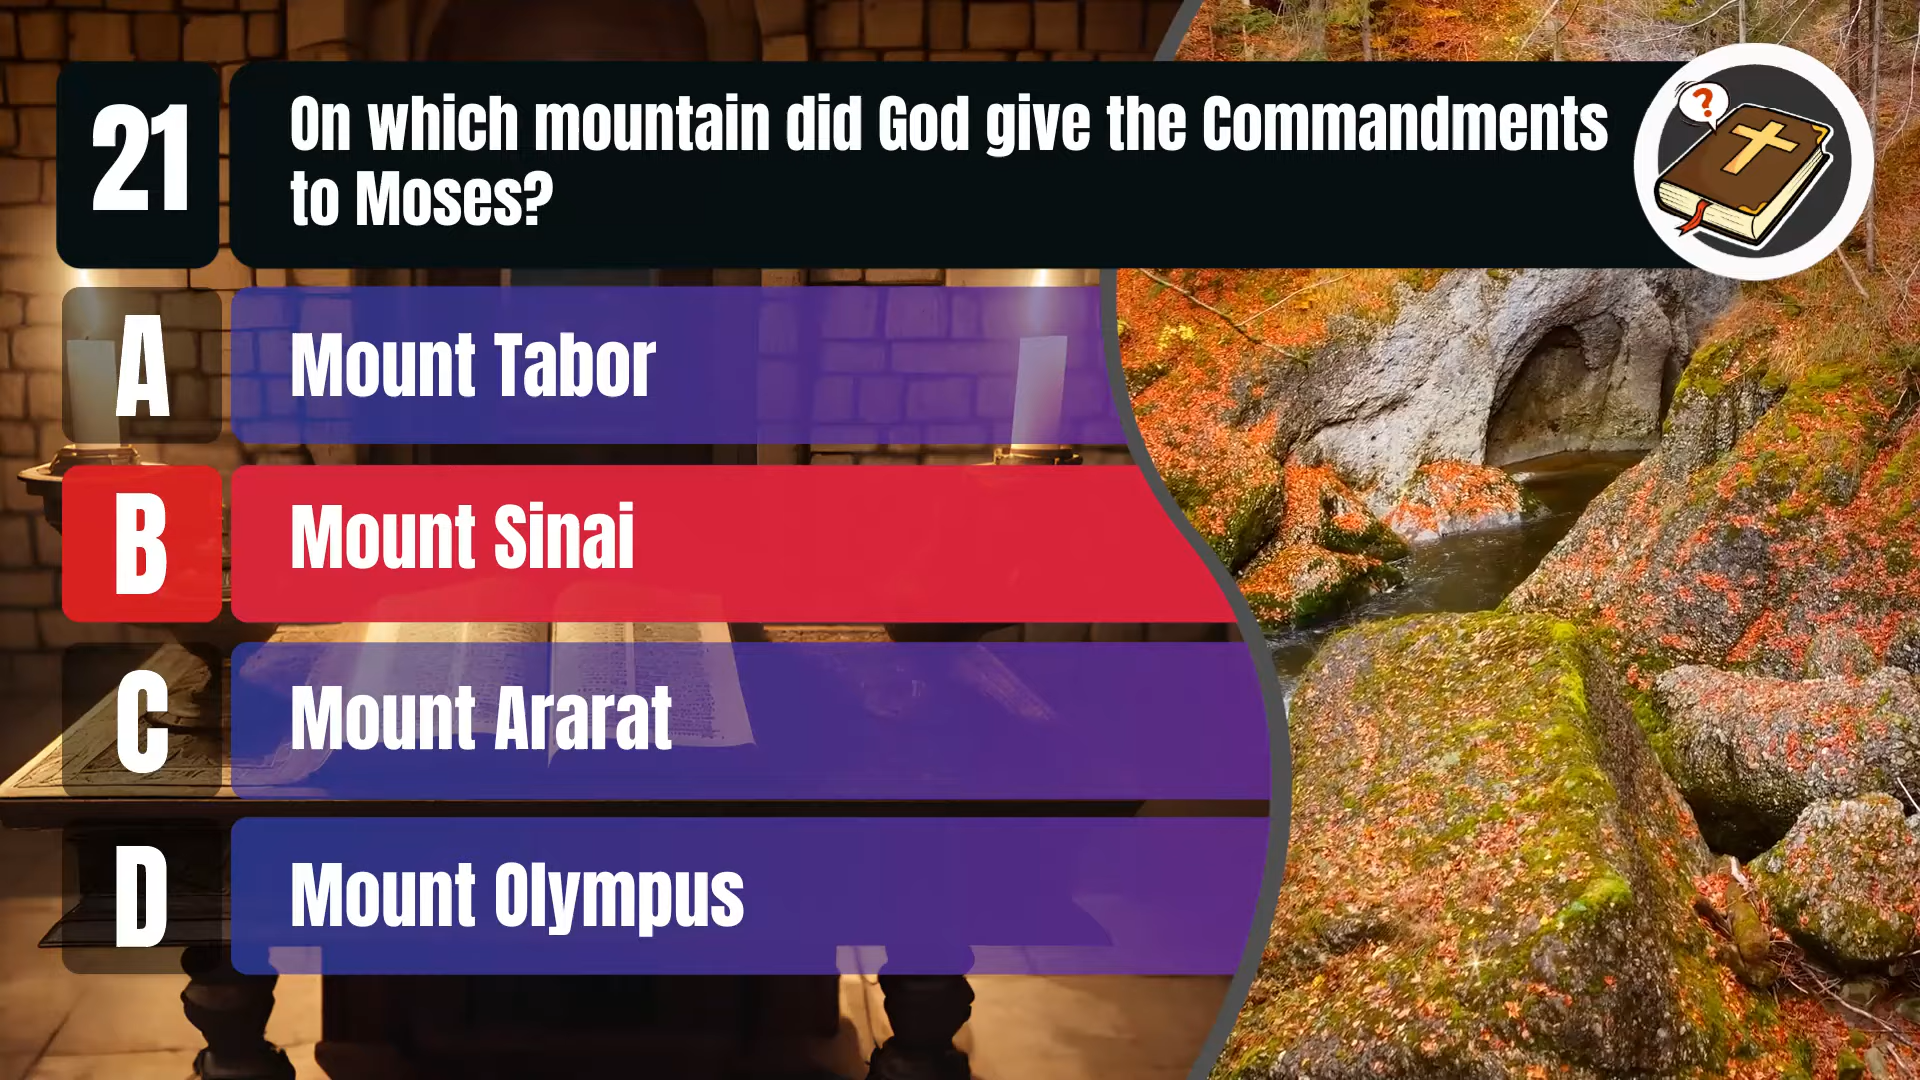 21
On which mountain did God give the Commandments
to Moses?
?
A
Mount Tabor
B
Mount Sinai
C
Mount Ararat
D
Mount Olympus